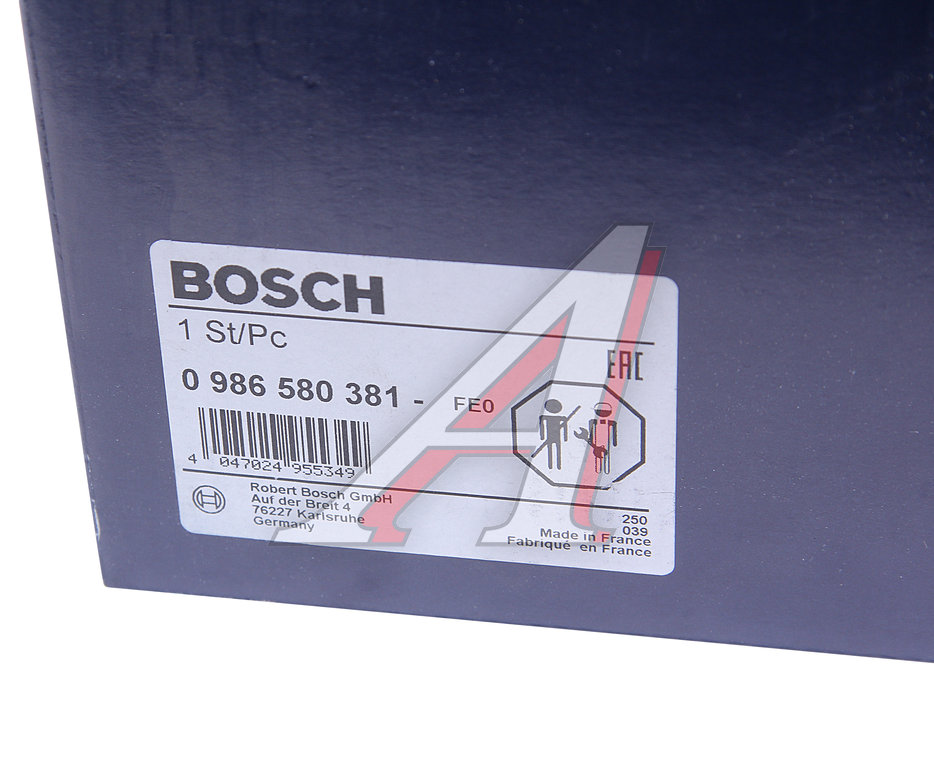 BOSCH
1 St/Pc
EAC
0 986 580 381 - FE0
4 047024 955349
Robert Bosch GmbH
Auf der Breit 4
76227 Karlsruhe
Germany
250
039
Made in France
Fabriqué en France